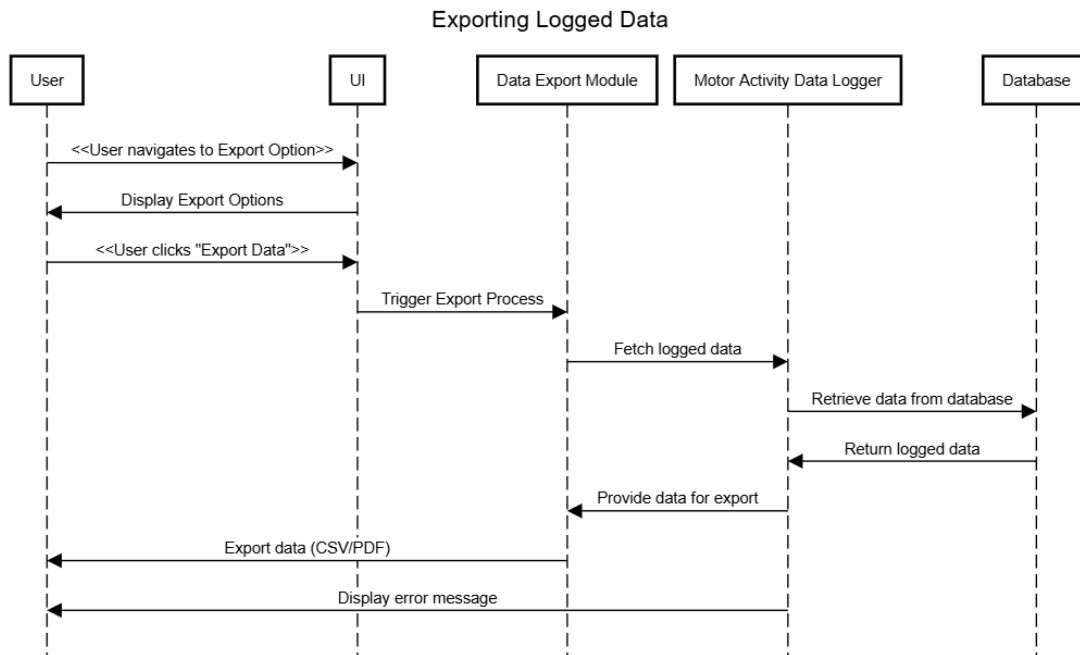 Exporting Logged Data
User
UI
Data Export Module
Motor Activity Data Logger
Database
<<User navigates to Export Option>>
Display Export Options
<<User clicks "Export Data">>
Trigger Export Process
Fetch logged data
Retrieve data from database
Return logged data
Provide data for export
Export data (CSV/PDF)
Display error message